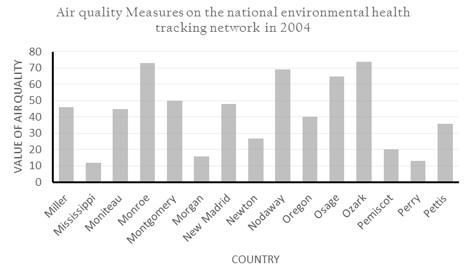 Air quality Measures on the national environmental health
tracking network in 2004
VALUE OF AIR QUALITY
80
70
60
50
40
30
20
10
0
Miller
Mississippi
Moniteau
Monroe
Montgomery
Morgan
New Madrid
Newton
Nodaway
Oregon
Osage
Ozark
Pemiscot
Perry
Pettis
COUNTRY